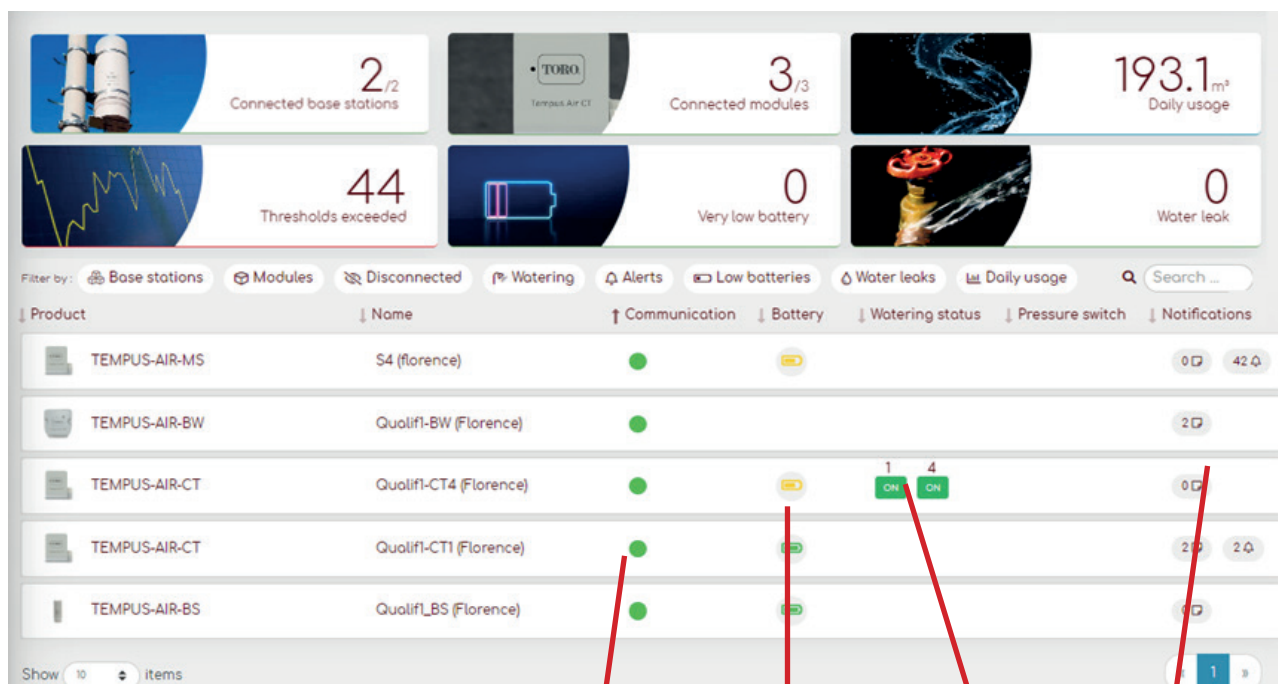 2/2
Connected base stations
TORO
Tempus Air CT
3/3
Connected modules
193.1 m³
Daily usage
44
Thresholds exceeded
0
Very low battery
0
Water leak
Filter by: Base stations Modules Disconnected Watering Alerts Low batteries Water leaks Daily usage Search ...
Product Name Communication Battery Watering status Pressure switch Notifications
TEMPUS-AIR-MS S4 (florence) 0 42
TEMPUS-AIR-BW Qualif1-BW (Florence) 2
1 4
TEMPUS-AIR-CT Qualif1-CT4 (Florence) ON ON 0
TEMPUS-AIR-CT Qualif1-CT1 (Florence) 2 2
TEMPUS-AIR-BS Qualif1_BS (Florence) 0
Show 10 items « 1 »